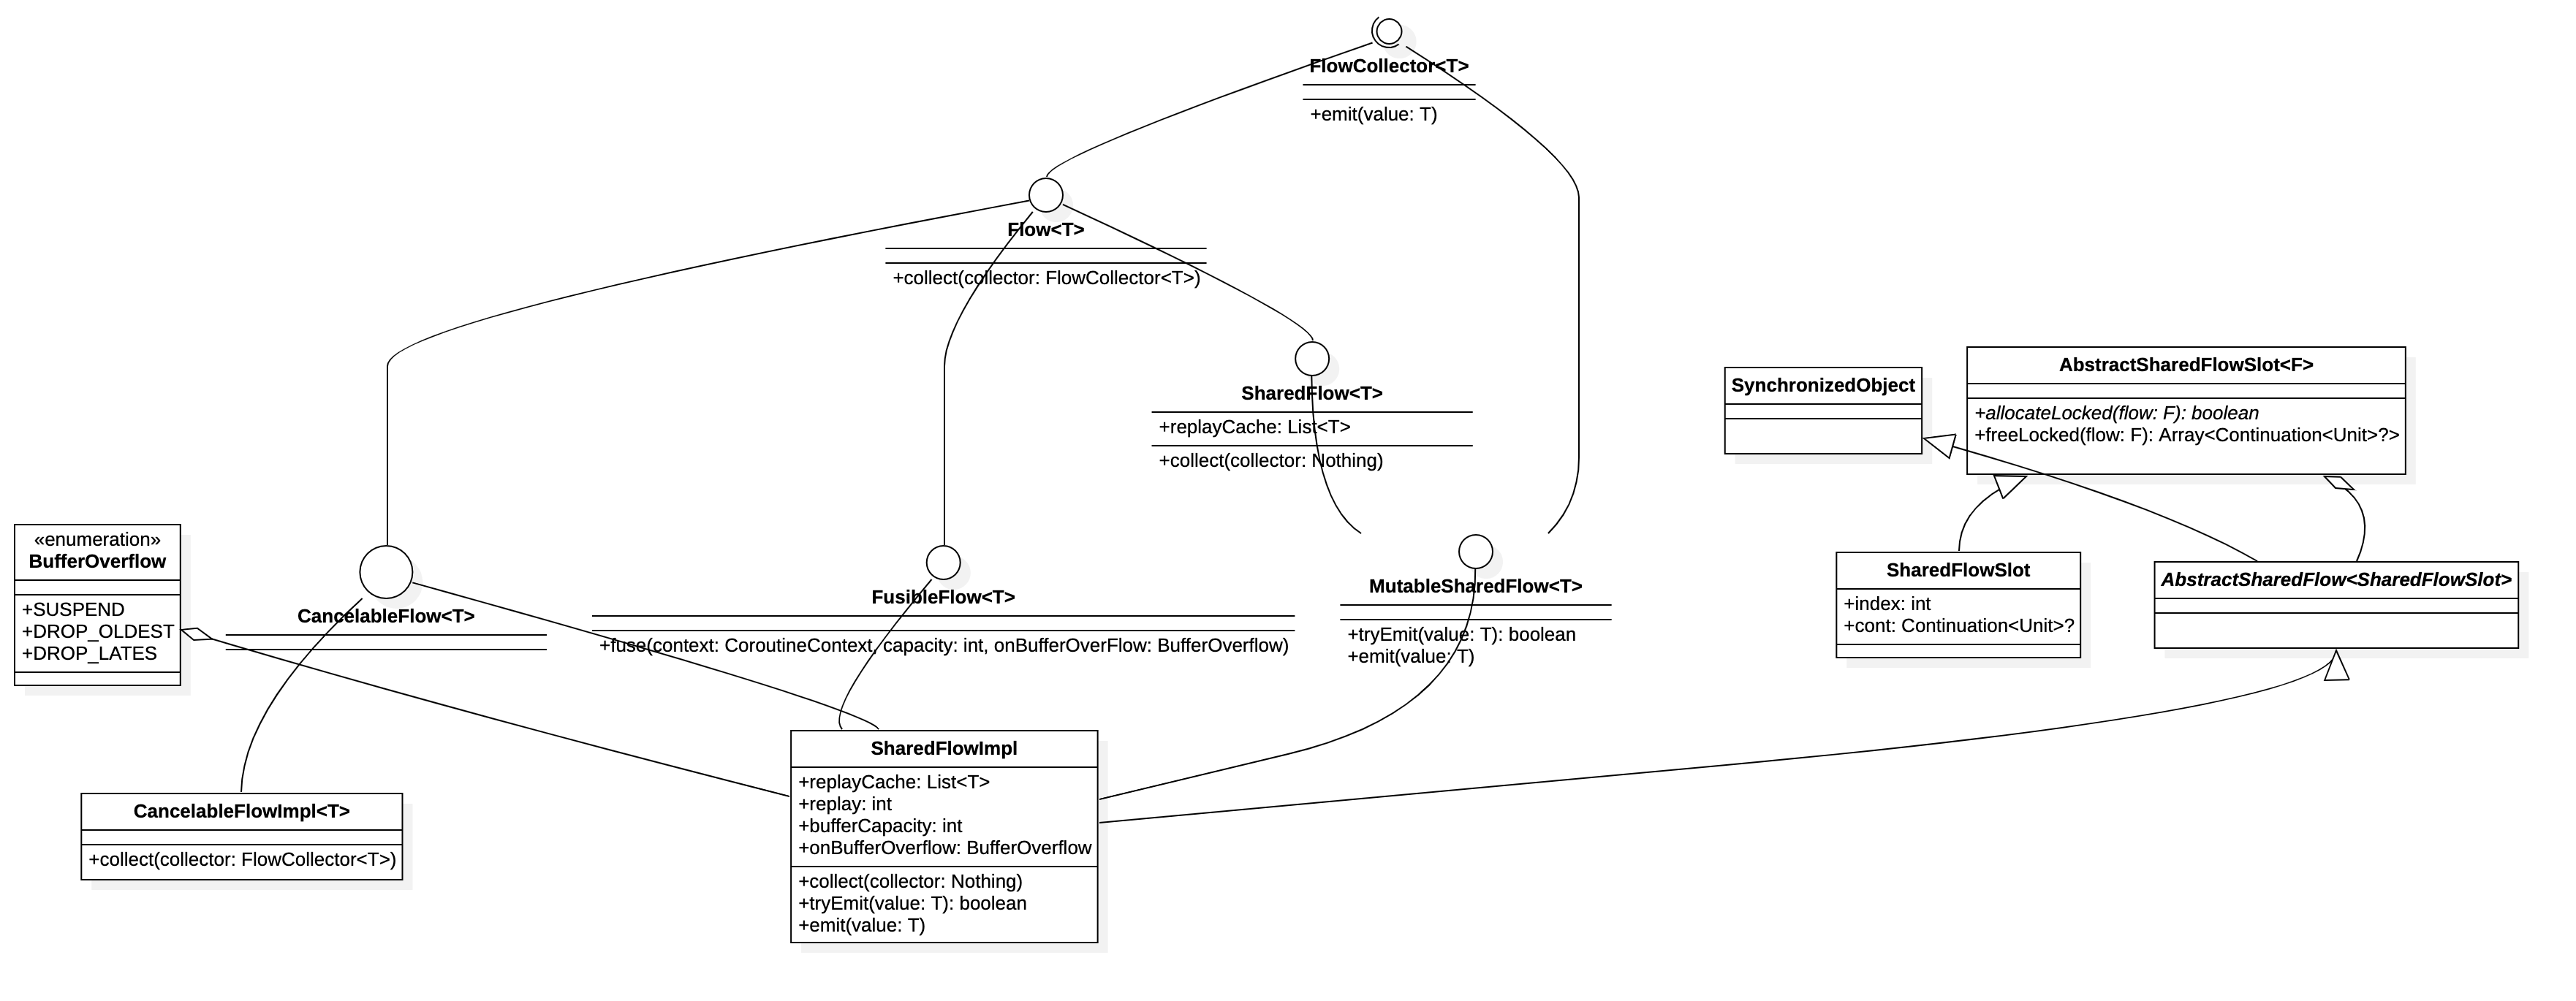 FlowCollector<T>
+emit(value: T)
Flow<T>
+collect(collector: FlowCollector<T>)
SharedFlow<T>
+replayCache: List<T>
+collect(collector: Nothing)
SynchronizedObject
AbstractSharedFlowSlot<F>
+allocateLocked(flow: F): boolean
+freeLocked(flow: F): Array<Continuation<Unit>?>
«enumeration»
BufferOverflow
+SUSPEND
+DROP_OLDEST
+DROP_LATES
CancelableFlow<T>
FusibleFlow<T>
+fuse(context: CoroutineContext, capacity: int, onBufferOverFlow: BufferOverflow)
MutableSharedFlow<T>
+tryEmit(value: T): boolean
+emit(value: T)
SharedFlowSlot
+index: int
+cont: Continuation<Unit>?
AbstractSharedFlow<SharedFlowSlot>
CancelableFlowImpl<T>
+collect(collector: FlowCollector<T>)
SharedFlowImpl
+replayCache: List<T>
+replay: int
+bufferCapacity: int
+onBufferOverflow: BufferOverflow
+collect(collector: Nothing)
+tryEmit(value: T): boolean
+emit(value: T)